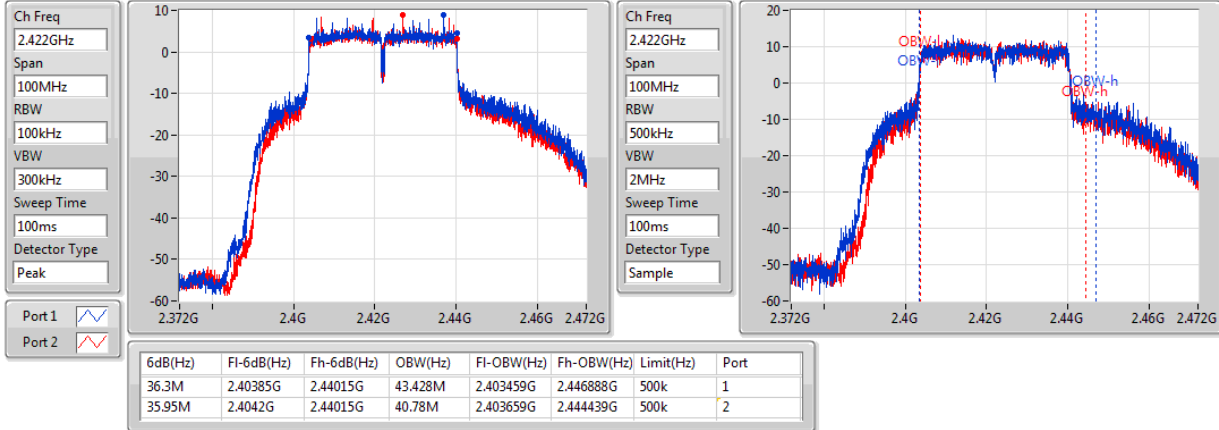 Ch Freq
2.422GHz
Span
100MHz
RBW
100kHz
VBW
300kHz
Sweep Time
100ms
Detector Type
Peak
Port 1
Port 2
10
0
-10
-20
-30
-40
-50
-60
2.372G 2.4G 2.42G 2.44G 2.46G 2.472G
Ch Freq
2.422GHz
Span
100MHz
RBW
500kHz
VBW
2MHz
Sweep Time
100ms
Detector Type
Sample
20
10
0
-10
-20
-30
-40
-50
-60
OBW-h
OBW-h
2.372G 2.4G 2.42G 2.44G 2.46G 2.472G
6dB(Hz) Fl-6dB(Hz) Fh-6dB(Hz) OBW(Hz) Fl-OBW(Hz) Fh-OBW(Hz) Limit(Hz) Port
36.3M 2.40385G 2.44015G 43.428M 2.403459G 2.446888G 500k 1
35.95M 2.4042G 2.44015G 40.78M 2.403659G 2.444439G 500k 2